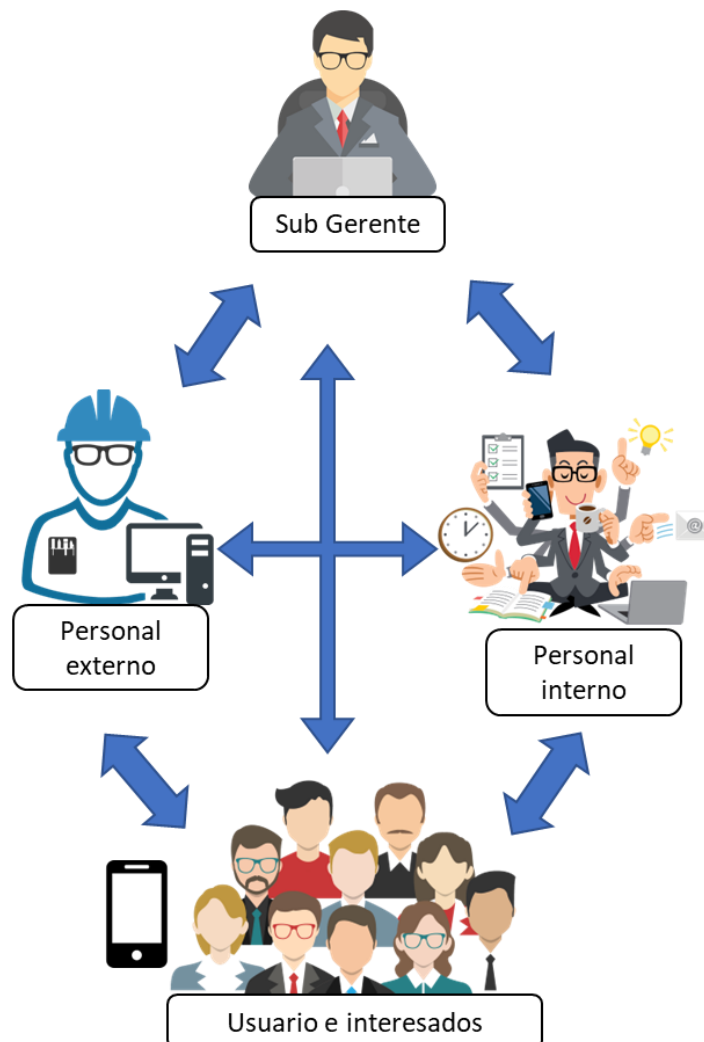 Sub Gerente
Personal
externo
Personal
interno
Usuario e interesados